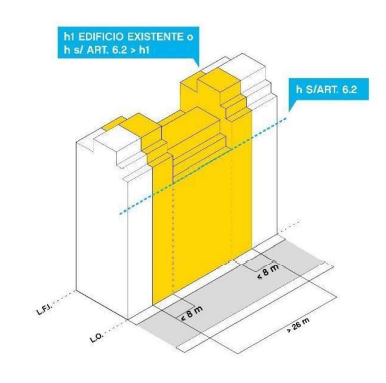 h1 EDIFICIO EXISTENTE o
h s/ ART. 6.2 > h1
h S/ART. 6.2
L.F.I.
L.O.
< 8 m
< 8 m
> 26 m